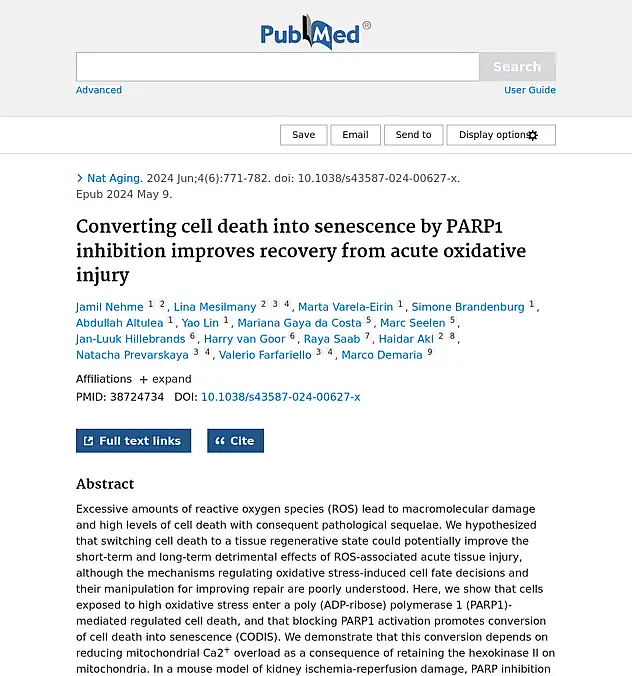 PubMed®
Search
Advanced
User Guide
Save
Email
Send to
Display options
Nat Aging. 2024 Jun;4(6):771-782. doi: 10.1038/s43587-024-00627-x.
Epub 2024 May 9.
Converting cell death into senescence by PARP1
inhibition improves recovery from acute oxidative
injury
Jamil Nehme 1 2, Lina Mesilmany 2 3 4, Marta Varela-Eirin 1, Simone Brandenburg 1,
Abdullah Altulea 1, Yao Lin 1, Mariana Gaya da Costa 5, Marc Seelen 5,
Jan-Luuk Hillebrands 6, Harry van Goor 6, Raya Saab 7, Haidar Akl 2 8,
Natacha Prevarskaya 3 4, Valerio Farfariello 3 4, Marco Demaria 9
Affiliations + expand
PMID: 38724734 DOI: 10.1038/s43587-024-00627-x
Full text links
Cite
Abstract
Excessive amounts of reactive oxygen species (ROS) lead to macromolecular damage
and high levels of cell death with consequent pathological sequelae. We hypothesized
that switching cell death to a tissue regenerative state could potentially improve the
short-term and long-term detrimental effects of ROS-associated acute tissue injury,
although the mechanisms regulating oxidative stress-induced cell fate decisions and
their manipulation for improving repair are poorly understood. Here, we show that cells
exposed to high oxidative stress enter a poly (ADP-ribose) polymerase 1 (PARP1)-
mediated regulated cell death, and that blocking PARP1 activation promotes conversion
of cell death into senescence (CODIS). We demonstrate that this conversion depends on
reducing mitochondrial Ca2+ overload as a consequence of retaining the hexokinase II on
mitochondria. In a mouse model of kidney ischemia-reperfusion damage, PARP inhibition